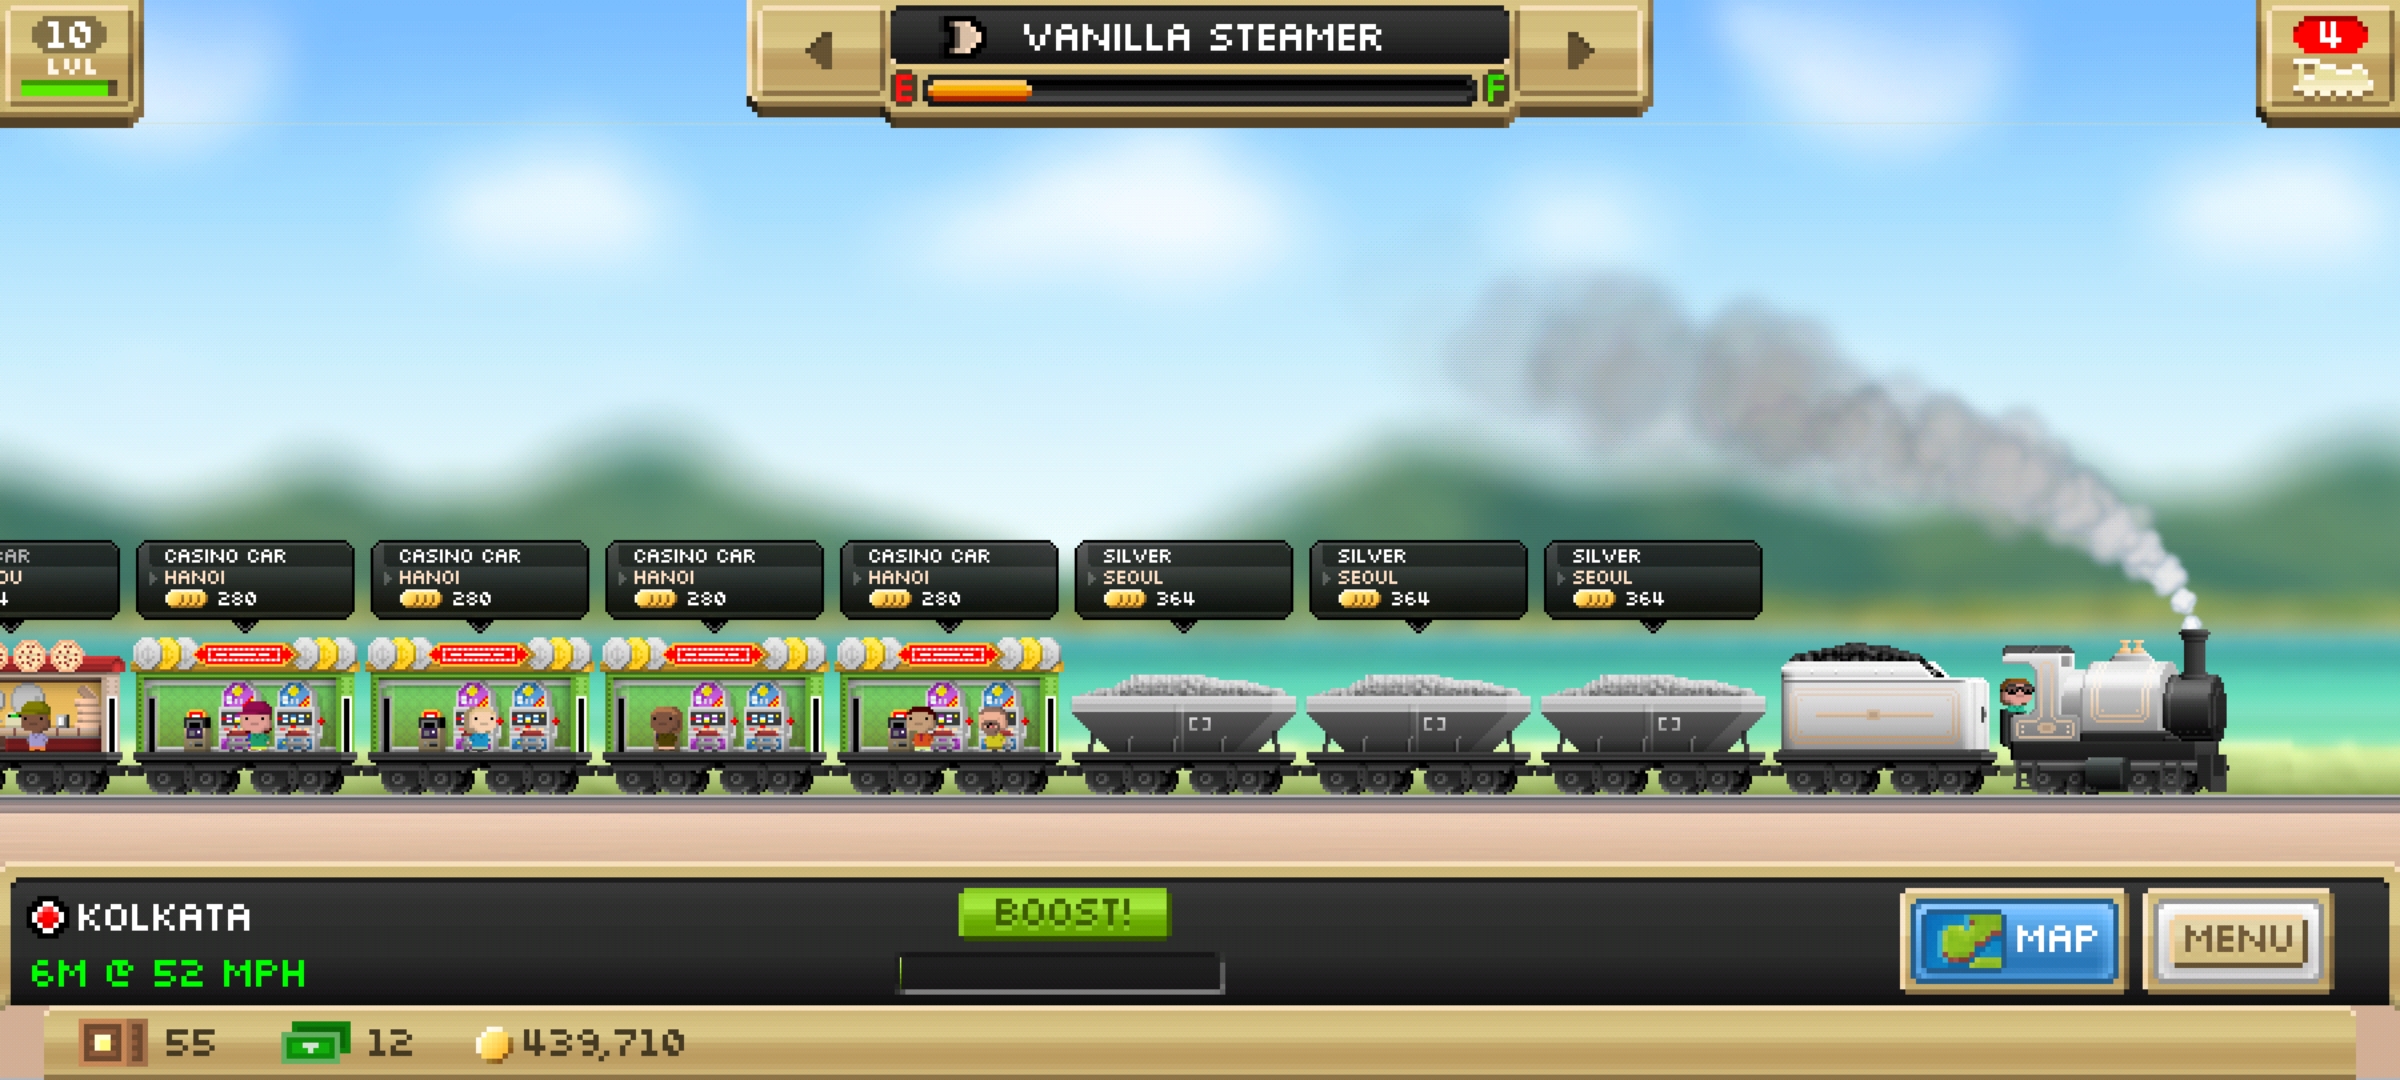 10
LVL
VANILLA STEAMER
E
F
4
CAR
CASINO CAR
HANOI
280
CASINO CAR
HANOI
280
CASINO CAR
HANOI
280
CASINO CAR
HANOI
280
SILVER
SEOUL
364
SILVER
SEOUL
364
SILVER
SEOUL
364
KOLKATA
6M @ 52 MPH
BOOST!
MAP
MENU
55
12
439,710